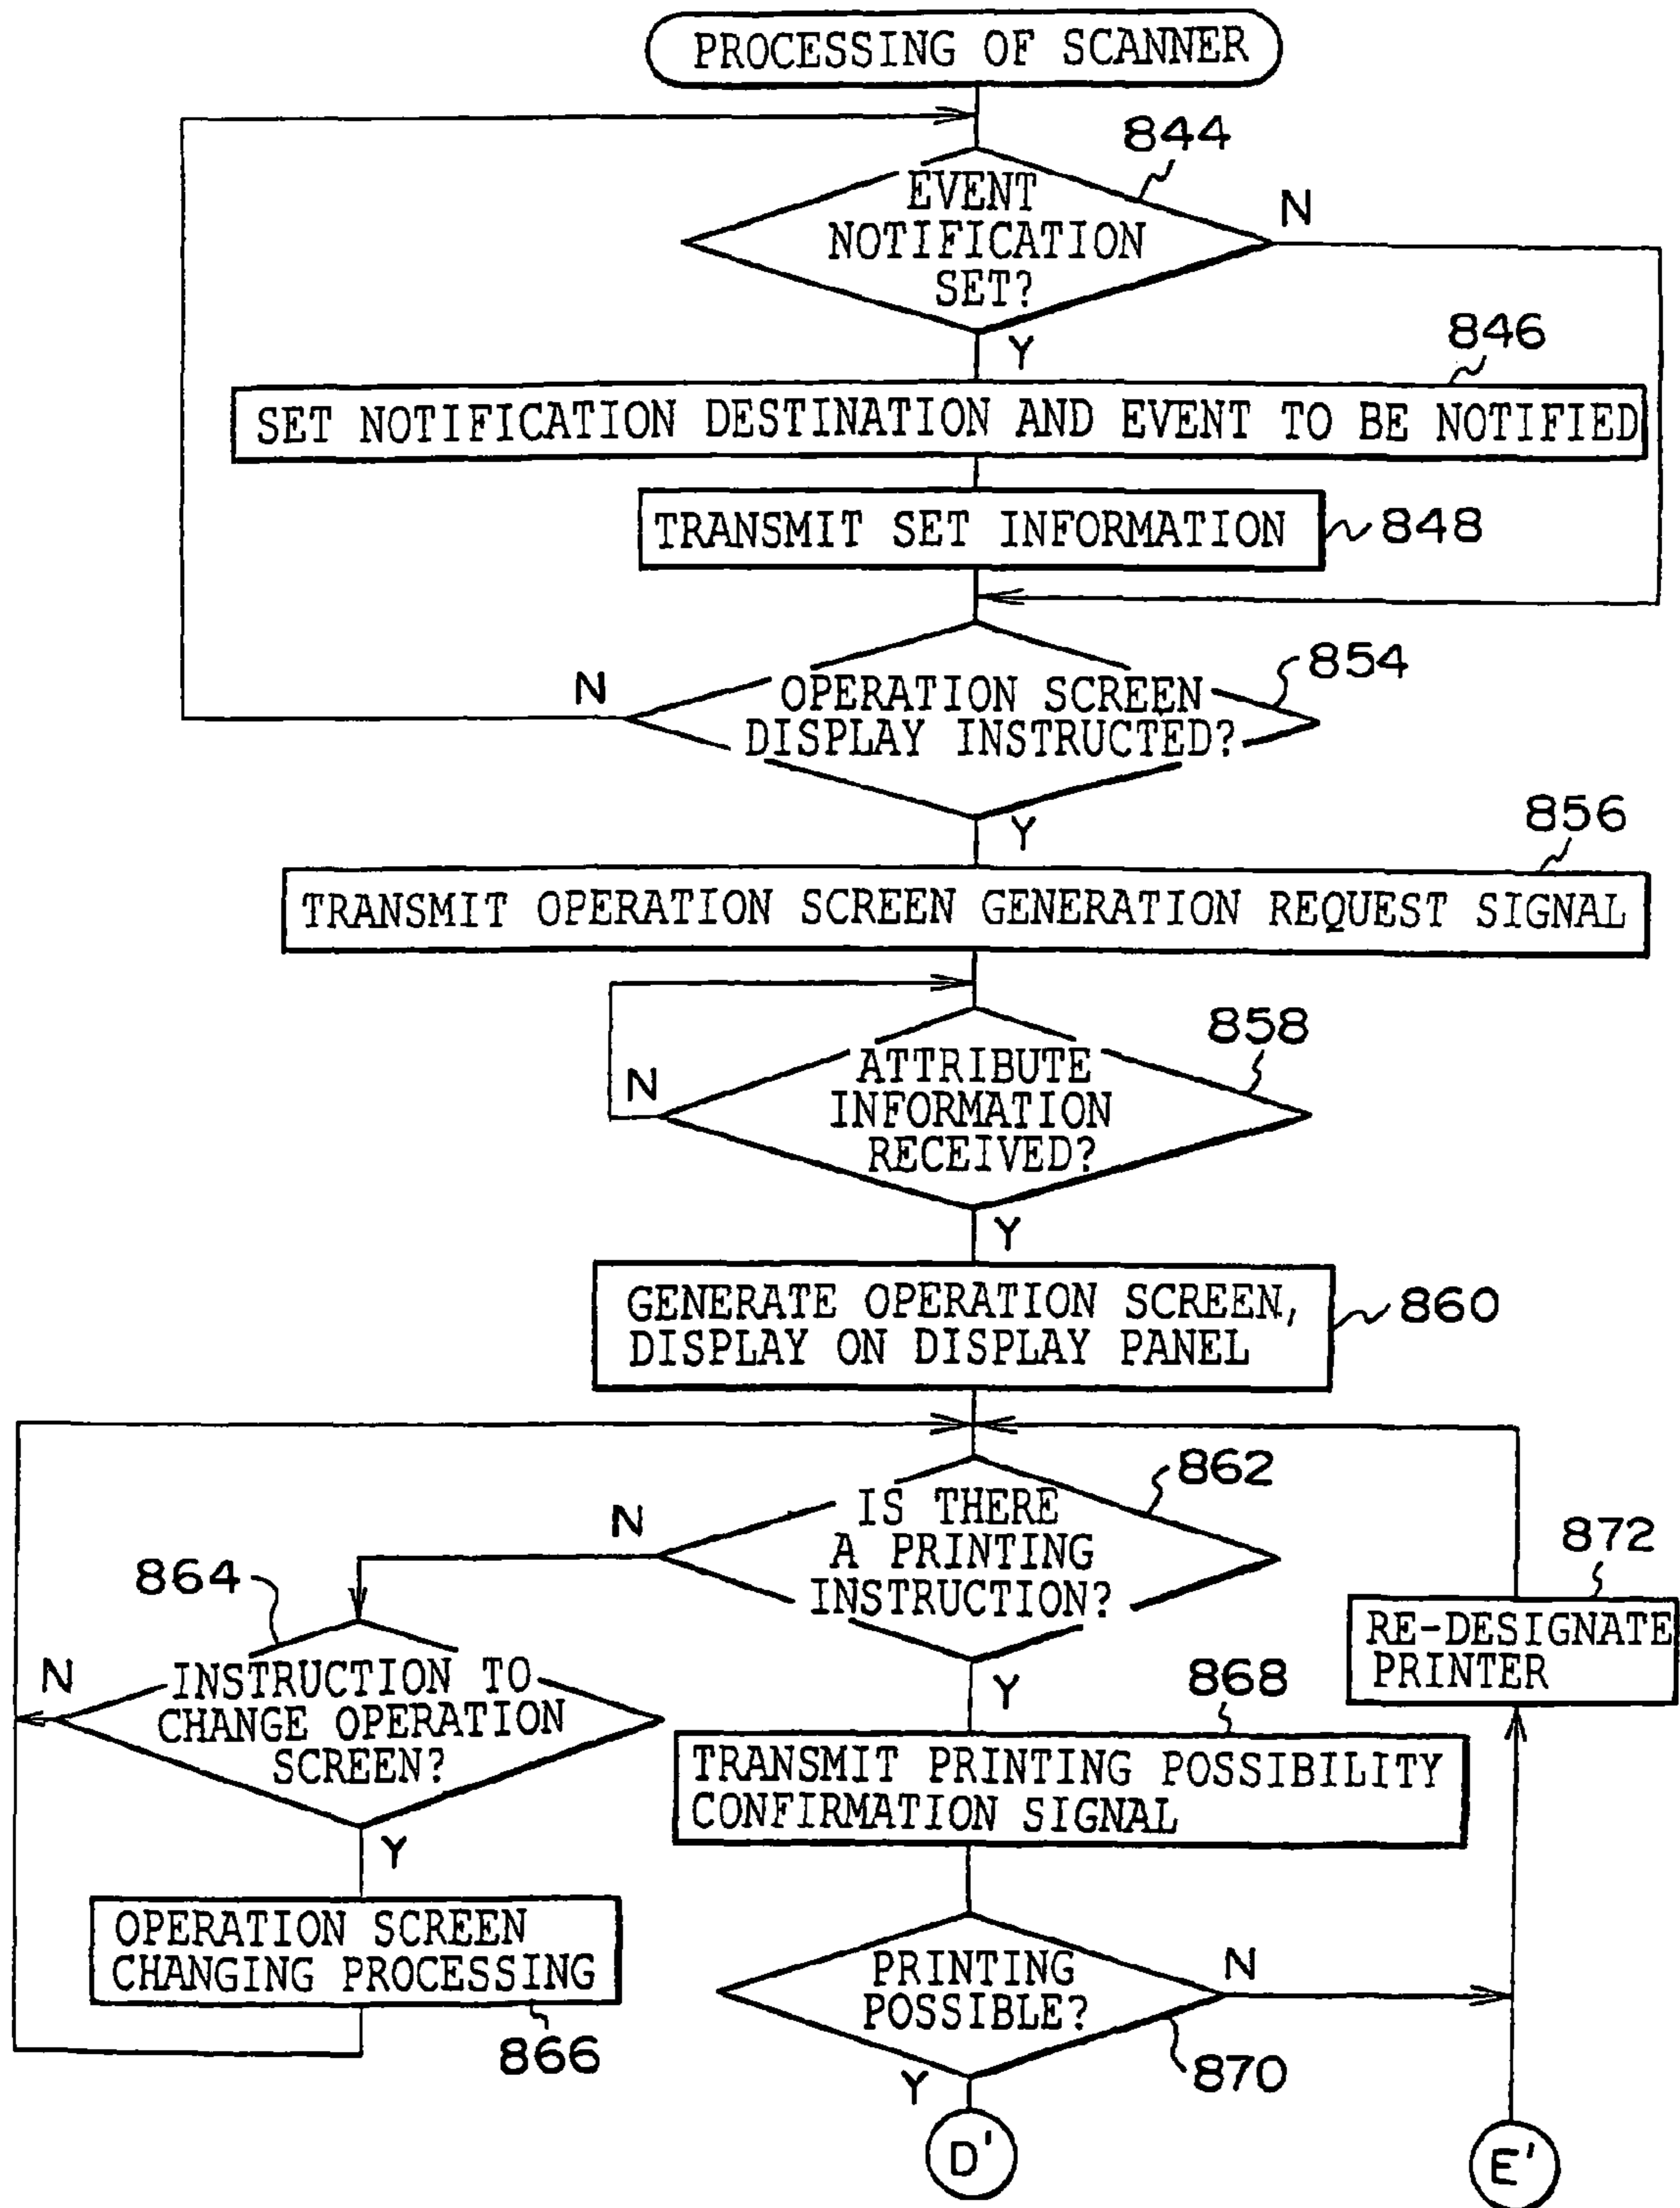 PROCESSING OF SCANNER
844
EVENT
NOTIFICATION
SET?
N
Y
846
SET NOTIFICATION DESTINATION AND EVENT TO BE NOTIFIED
TRANSMIT SET INFORMATION
848
854
N
OPERATION SCREEN
DISPLAY INSTRUCTED?
Y
856
TRANSMIT OPERATION SCREEN GENERATION REQUEST SIGNAL
858
N
ATTRIBUTE
INFORMATION
RECEIVED?
Y
GENERATE OPERATION SCREEN,
DISPLAY ON DISPLAY PANEL
860
862
N
IS THERE
A PRINTING
INSTRUCTION?
Y
872
RE-DESIGNATE
PRINTER
864
N
INSTRUCTION TO
CHANGE OPERATION
SCREEN?
Y
868
TRANSMIT PRINTING POSSIBILITY
CONFIRMATION SIGNAL
OPERATION SCREEN
CHANGING PROCESSING
866
PRINTING
POSSIBLE?
N
870
Y
D'
E'